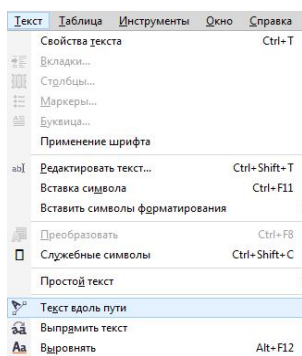 Текст Таблица Инструменты Окно Справка
Свойства текста Ctrl+T
Вкладки...
Столбцы...
Маркеры...
Буквица...
Применение шрифта
abI Редактировать текст... Ctrl+Shift+T
Вставка символа Ctrl+F11
Вставить символы форматирования
Преобразовать Ctrl+F8
Служебные символы Ctrl+Shift+C
Простой текст
Текст вдоль пути
Выпрямить текст
Aa Выровнять Alt+F12